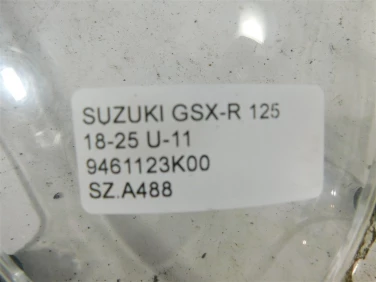 SUZUKI GSX-R 125
18-25 U-11
9461123K00
SZ.A488